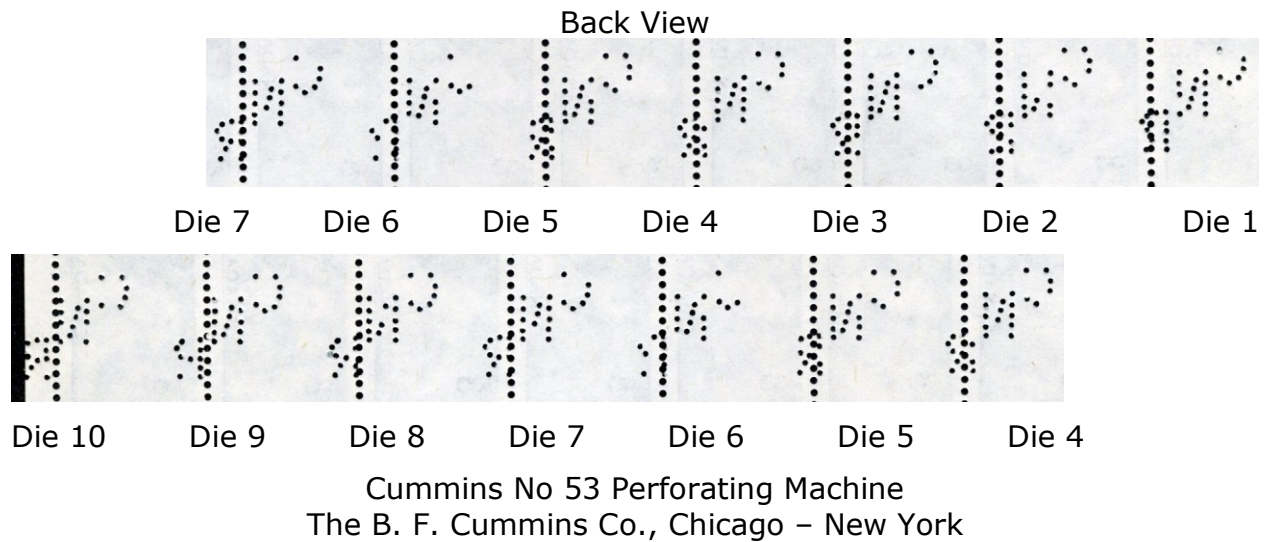 Back View
Die 7 Die 6 Die 5 Die 4 Die 3 Die 2 Die 1
Die 10 Die 9 Die 8 Die 7 Die 6 Die 5 Die 4
Cummins No 53 Perforating Machine
The B. F. Cummins Co., Chicago – New York